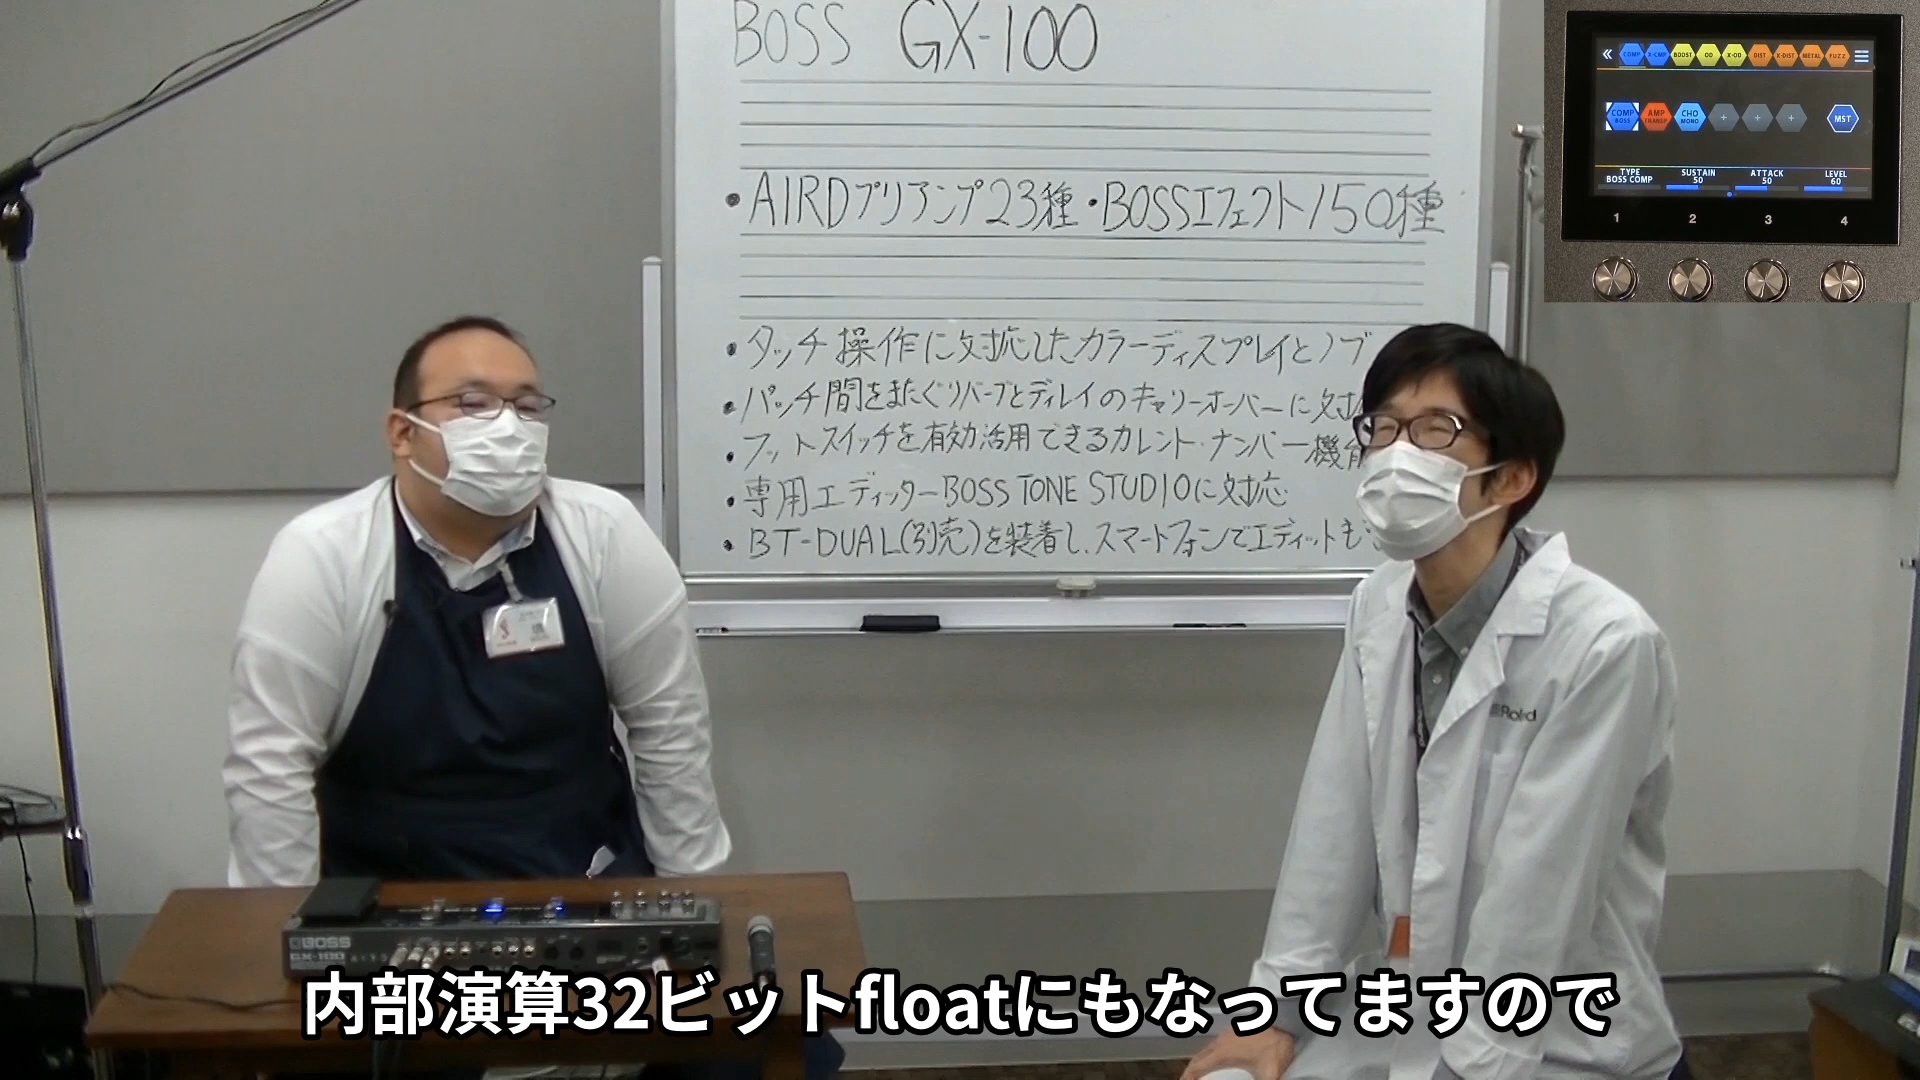 BOSS GX-100
・AIRDプリアンプ23種・BOSSエフェクト150種
・タッチ操作に対応したカラーディスプレイとノブ
・パッチ間をまたぐリバーブとディレイのキャリーオーバーに対
・フットスイッチを有効活用できるカレント・ナンバー機
・専用エディターBOSS TONE STUDIOに対応
・BT-DUAL(別売)を装着し、スマートフォンでエディットも
COMP X-CMP BOOST OD X-OD DIST X-DIST METAL FUZZ
COMP BOSS AMP TRANSP CHO MONO MST
TYPE BOSS COMP SUSTAIN 50 ATTACK 50 LEVEL 60
1 2 3 4
Roland
BOSS
GX-100
内部演算32ビットfloatにもなってますので